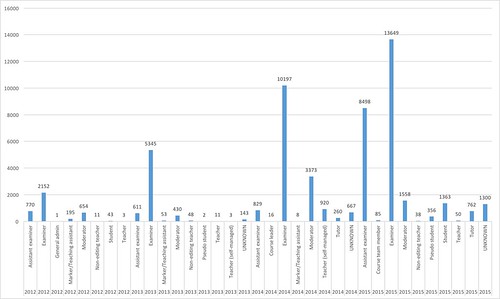 16000
14000
12000
10000
8000
6000
4000
2000
0
770
2152
1
195
654
11
43
3
611
5345
53
430
48
2
11
3
143
829
16
10197
8
3373
920
260
667
8498
85
13649
1558
38
356
1363
50
762
1300
Assistant examiner
Examiner
General admin
Marker/Teaching assistant
Moderator
Non-editing teacher
Student
Teacher
Assistant examiner
Examiner
Marker/Teaching assistant
Moderator
Non-editing teacher
Pseudo student
Teacher
Teacher (self-managed)
UNKNOWN
Assistant examiner
Course leader
Examiner
Marker/Teaching assistant
Moderator
Teacher (self-managed)
Tutor
UNKNOWN
Assistant examiner
Course team member
Examiner
Moderator
Non-editing teacher
Pseudo student
Student
Teacher
Tutor
UNKNOWN
2012 2012 2012 2012 2012 2012 2012 2012 2013 2013 2013 2013 2013 2013 2013 2013 2013 2014 2014 2014 2014 2014 2014 2014 2014 2015 2015 2015 2015 2015 2015 2015 2015 2015 2015